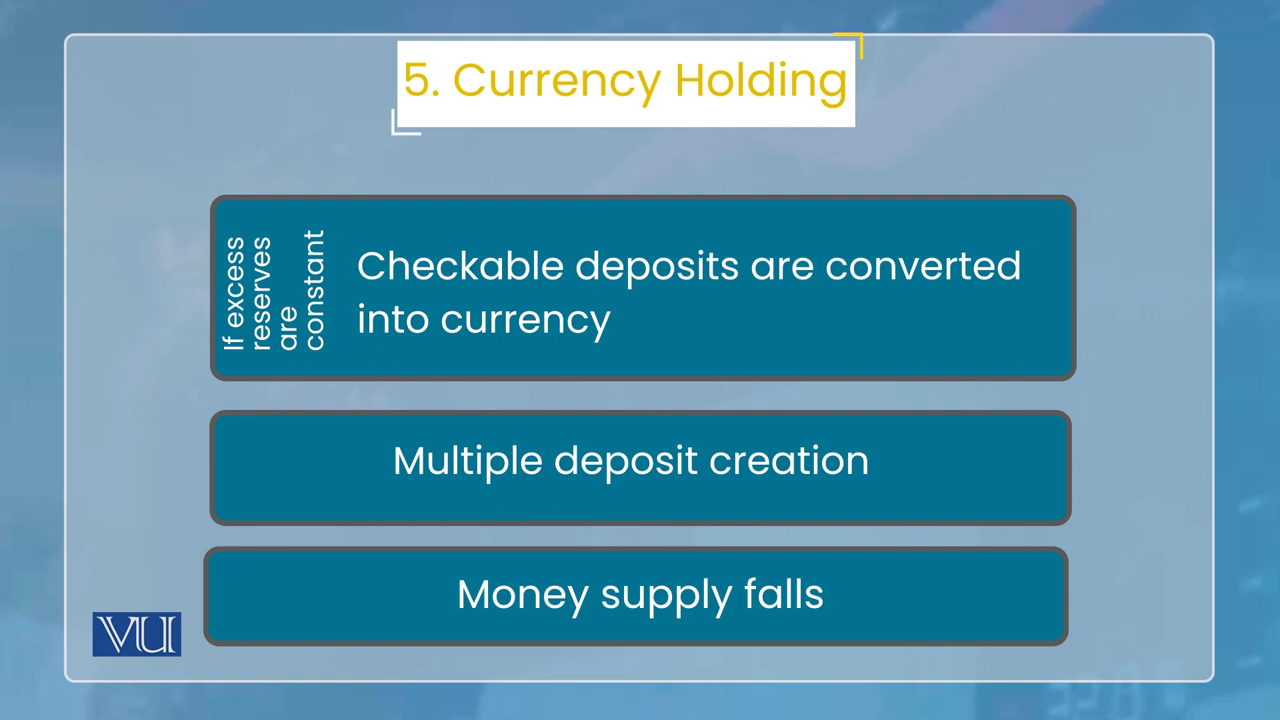 5. Currency Holding
If excess
reserves
are
constant
Checkable deposits are converted
into currency
Multiple deposit creation
Money supply falls
VU